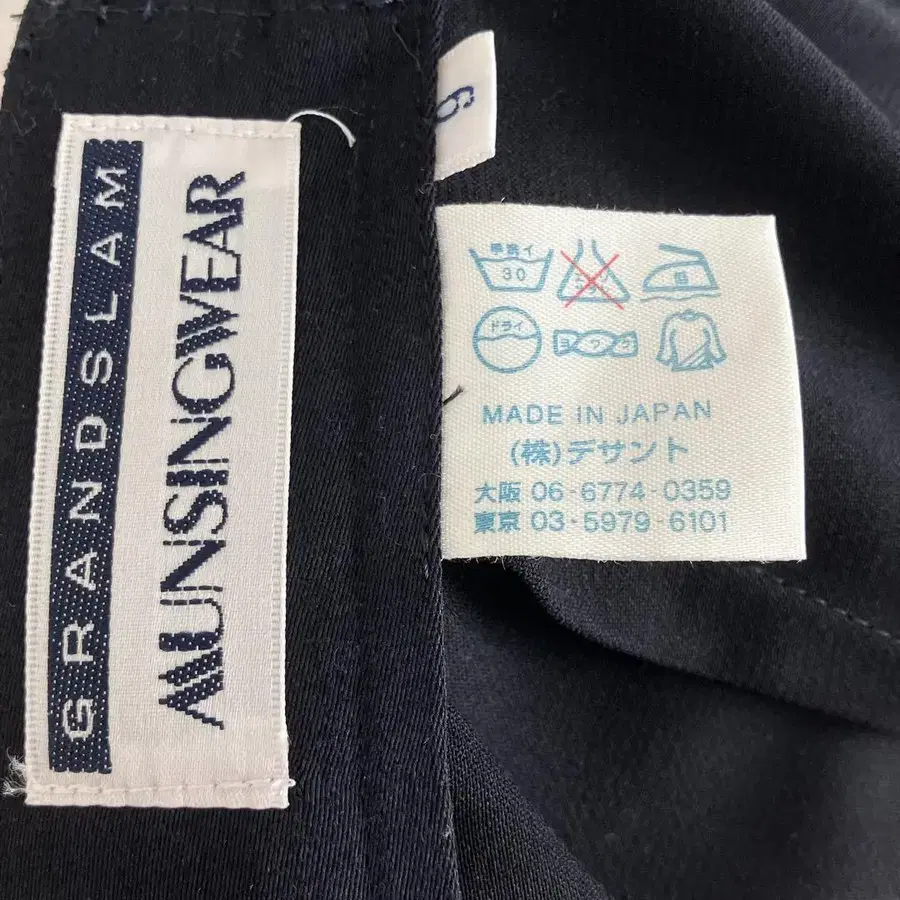 GRANDSLAM
MUNSINGWEAR
9
手洗イ
30
ドライ
ヨワク
MADE IN JAPAN
(株)デサント
大阪 06-6774-0359
東京 03-5979-6101